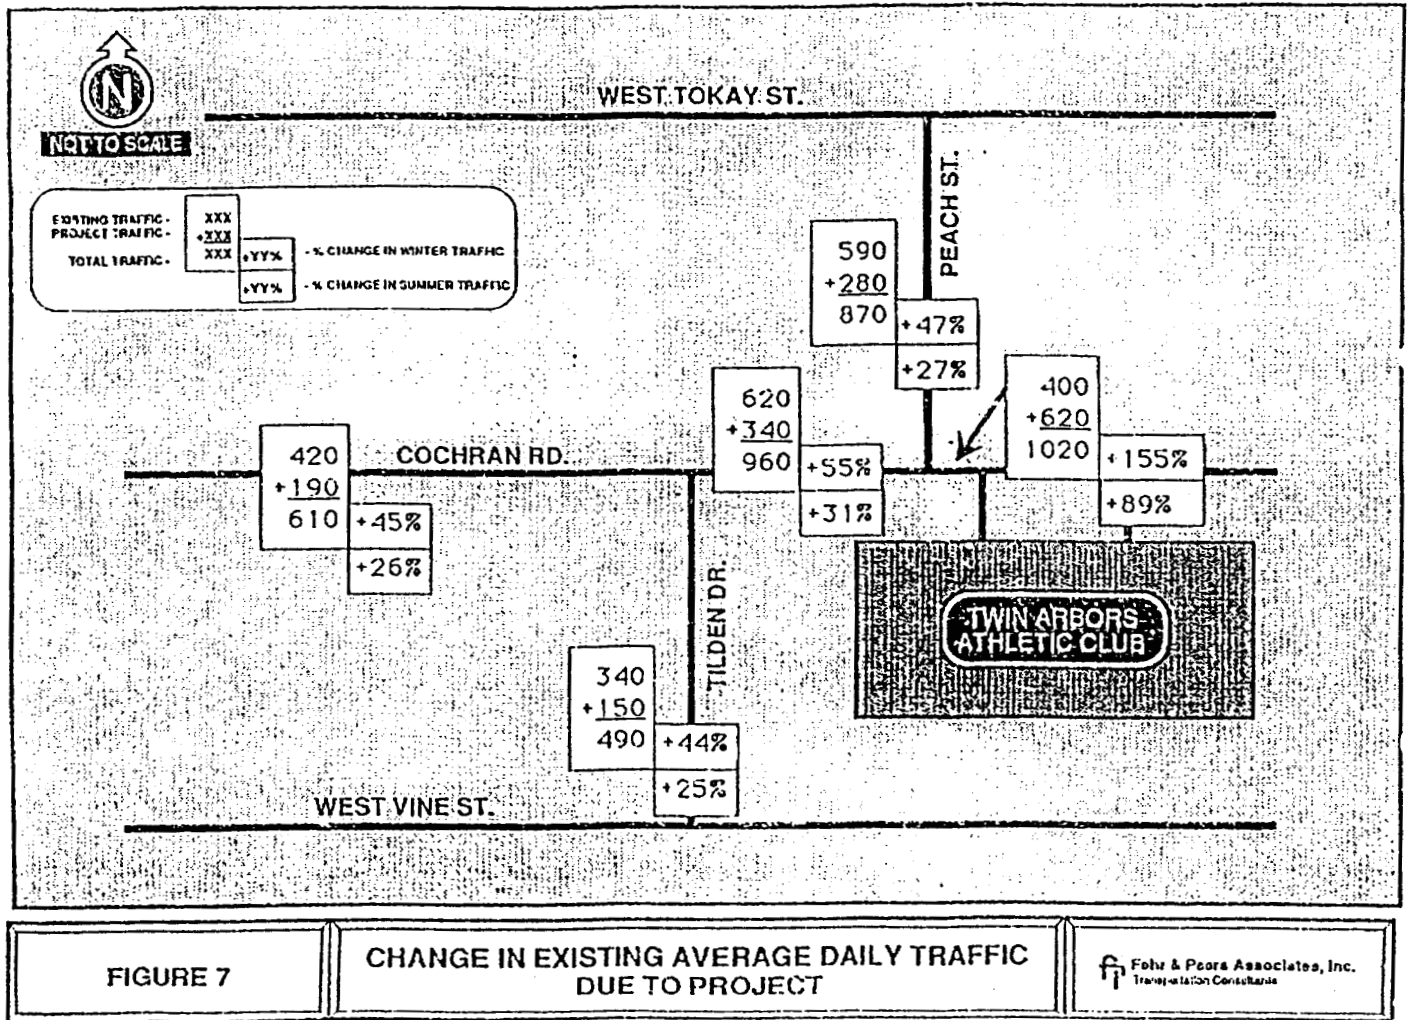 N
NOT TO SCALE
WEST TOKAY ST.
PEACH ST.
EXISTING TRAFFIC - XXX
PROJECT TRAFFIC - +XXX
TOTAL TRAFFIC - XXX +YY% - % CHANGE IN WINTER TRAFFIC
+YY% - % CHANGE IN SUMMER TRAFFIC
590
+280
870 +47%
+27%
620
+340
960 +55%
+31%
400
+620
1020 +155%
+89%
COCHRAN RD.
420
+190
610 +45%
+26%
TILDEN DR.
TWIN ARBORS
ATHLETIC CLUB
340
+150
490 +44%
+25%
WEST VINE ST.
FIGURE 7
CHANGE IN EXISTING AVERAGE DAILY TRAFFIC
DUE TO PROJECT
Fehr & Peers Associates, Inc.
Transportation Consultants